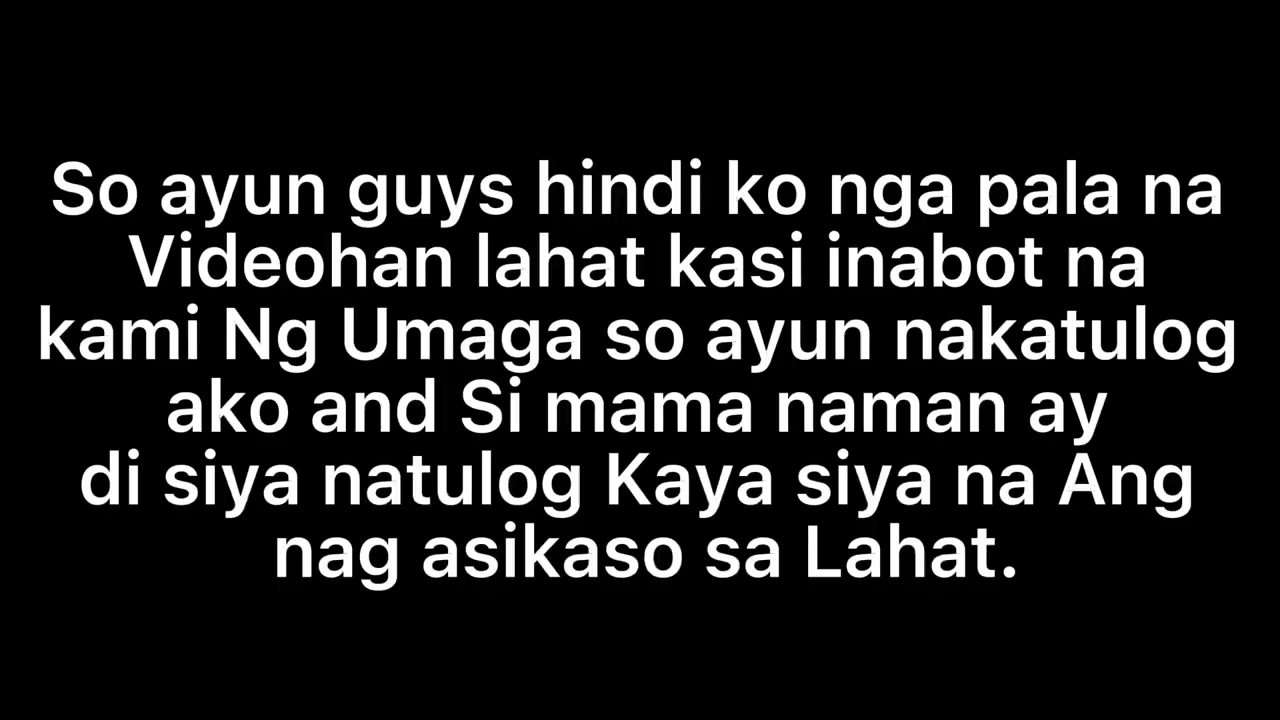 So ayun guys hindi ko nga pala na
Videohan lahat kasi inabot na
kami Ng Umaga so ayun nakatulog
ako and Si mama naman ay
di siya natulog Kaya siya na Ang
nag asikaso sa Lahat.